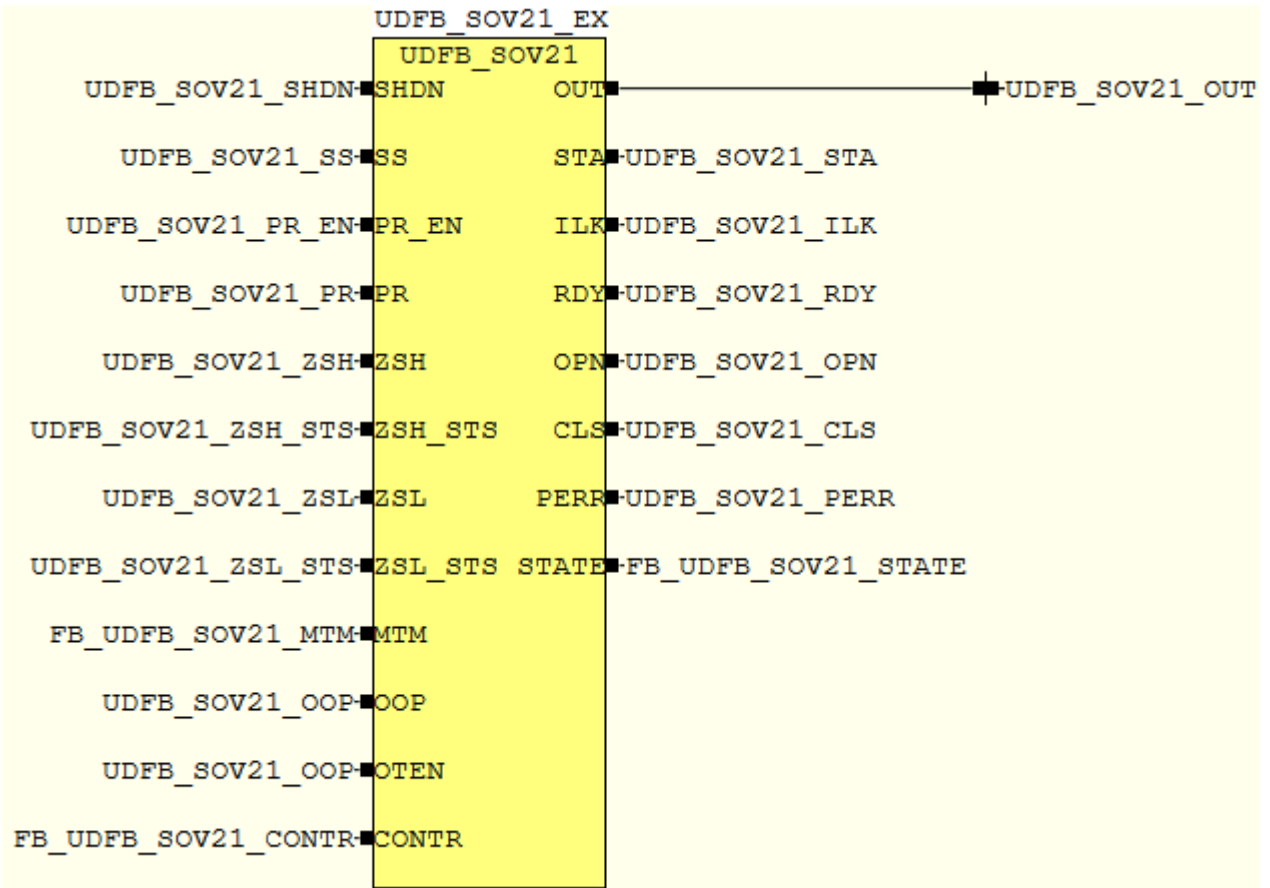 UDFB_SOV21_EX
UDFB_SOV21
UDFB_SOV21_SHDN SHDN OUT UDFB_SOV21_OUT
UDFB_SOV21_SS SS STA UDFB_SOV21_STA
UDFB_SOV21_PR_EN PR_EN ILK UDFB_SOV21_ILK
UDFB_SOV21_PR PR RDY UDFB_SOV21_RDY
UDFB_SOV21_ZSH ZSH OPN UDFB_SOV21_OPN
UDFB_SOV21_ZSH_STS ZSH_STS CLS UDFB_SOV21_CLS
UDFB_SOV21_ZSL ZSL PERR UDFB_SOV21_PERR
UDFB_SOV21_ZSL_STS ZSL_STS STATE FB_UDFB_SOV21_STATE
FB_UDFB_SOV21_MTM MTM
UDFB_SOV21_OOP OOP
UDFB_SOV21_OOP OTEN
FB_UDFB_SOV21_CONTR CONTR